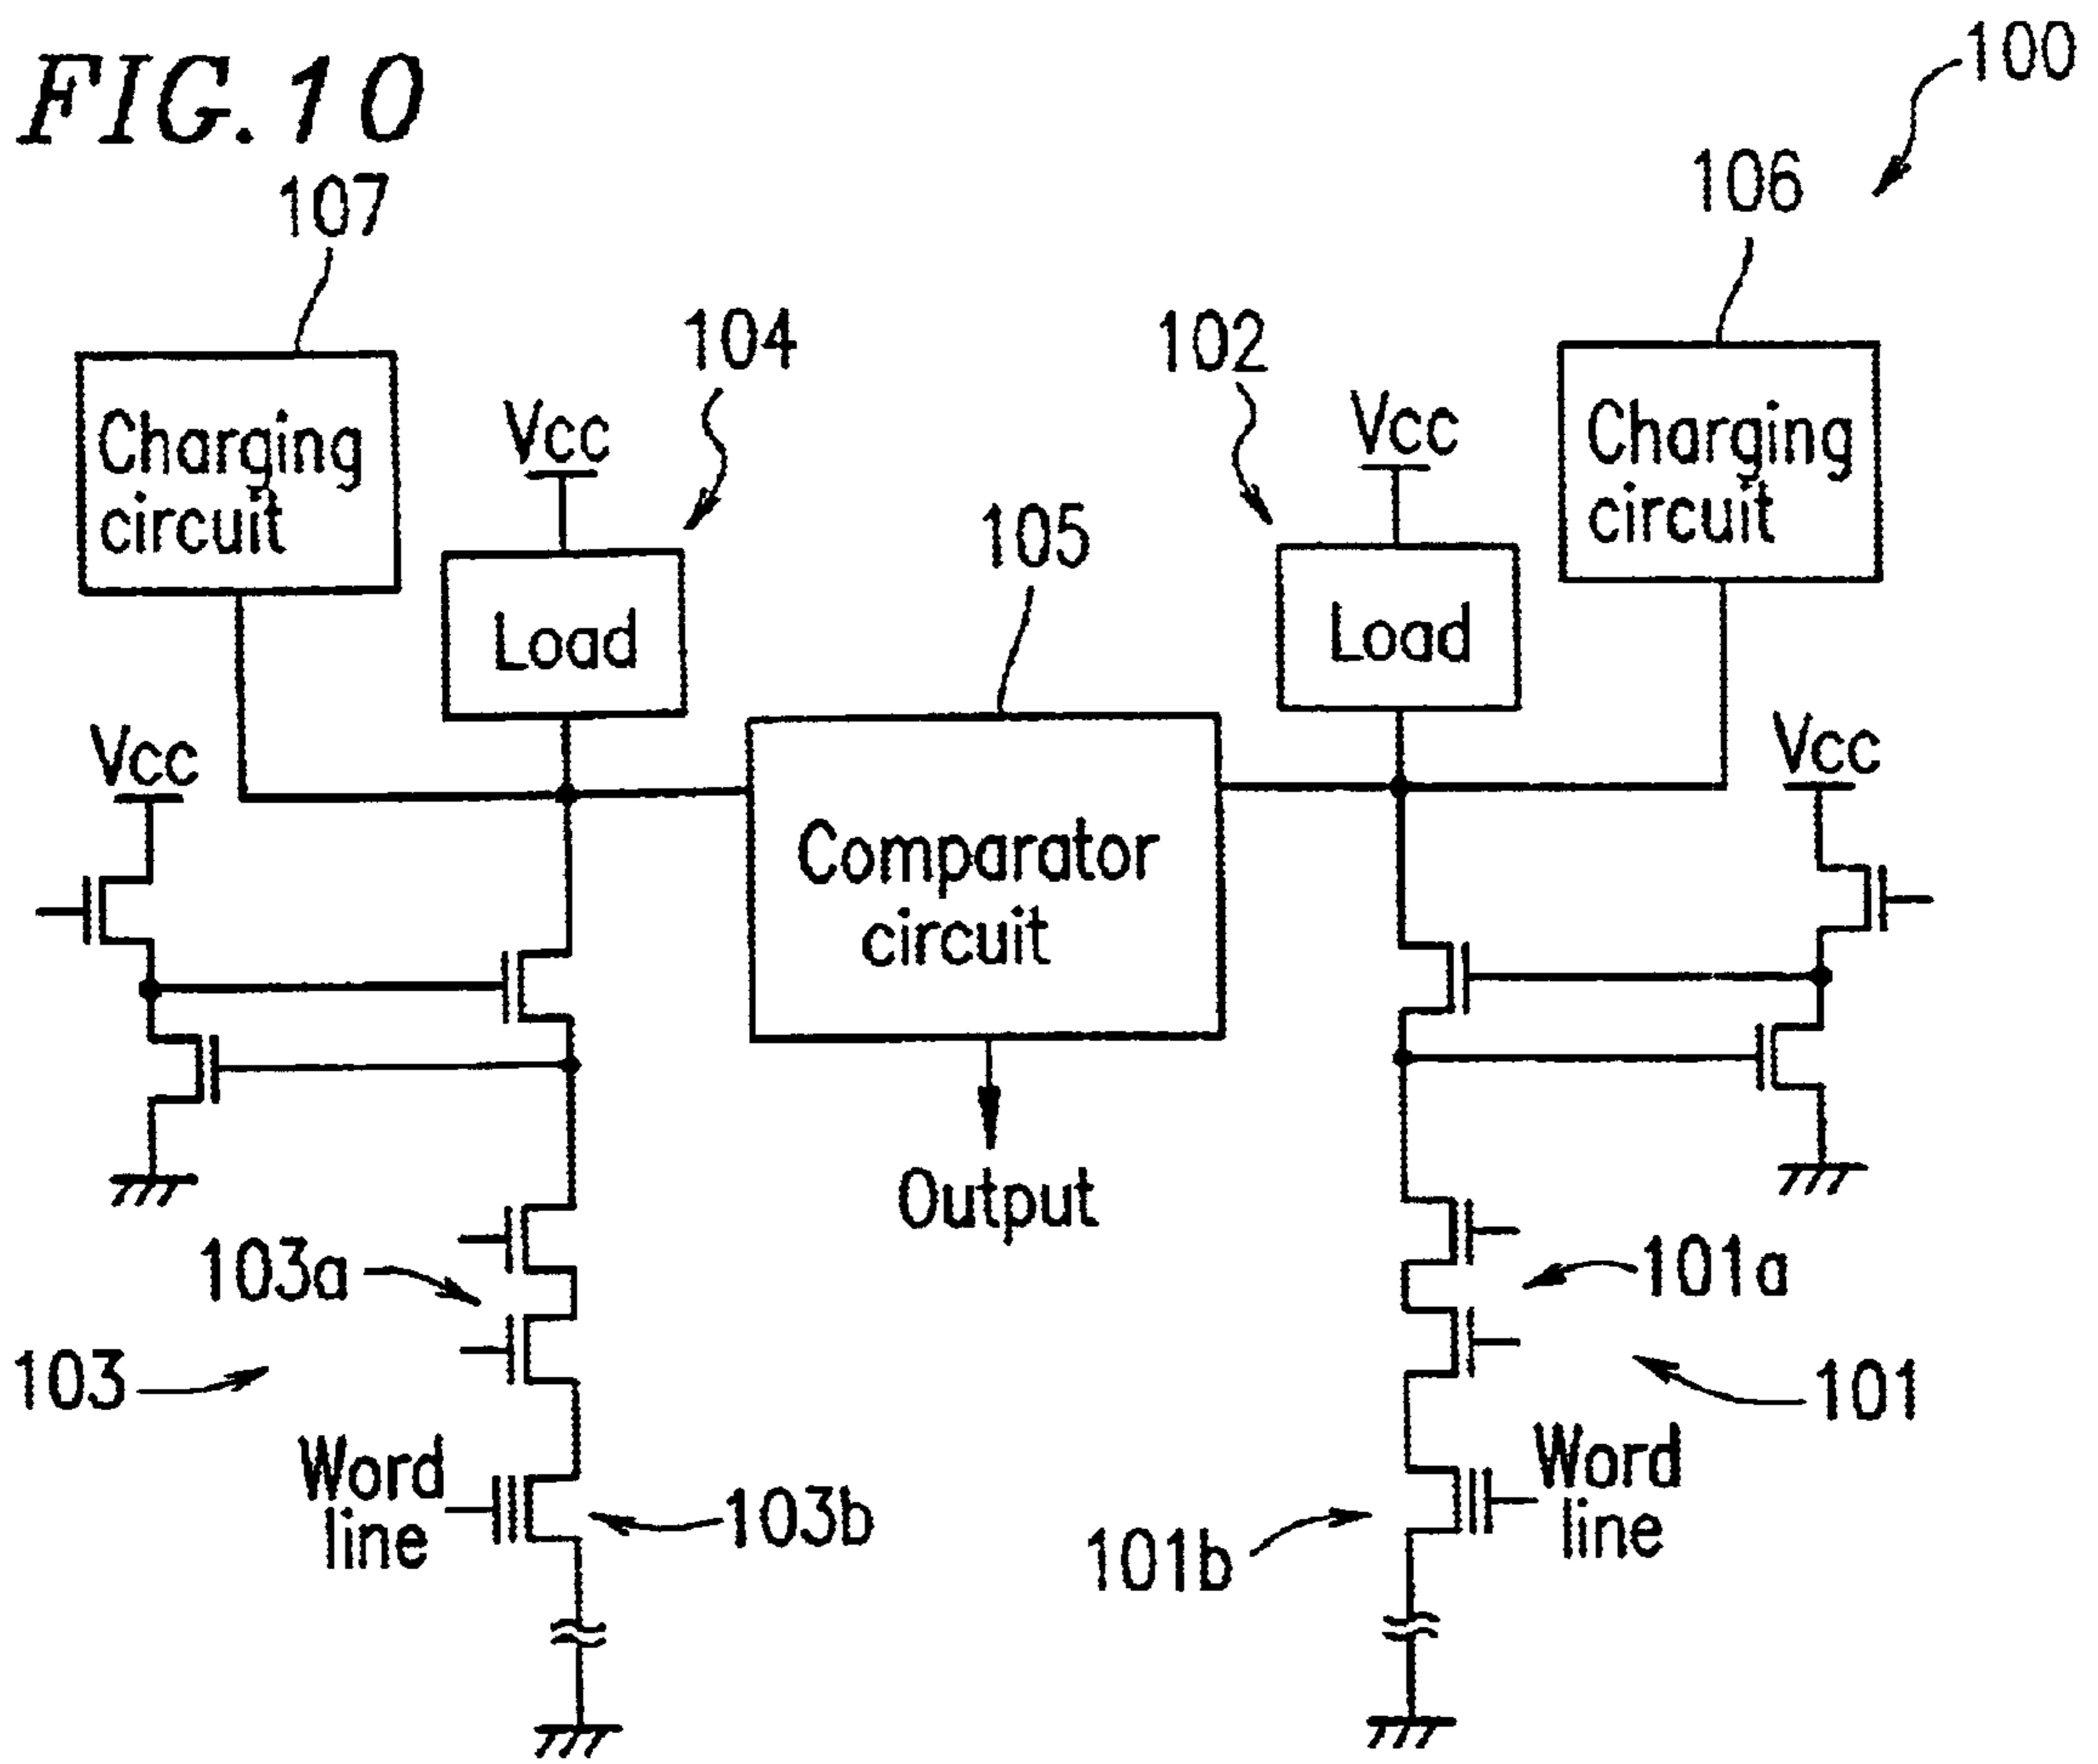 FIG.10
100
107
106
104
102
Charging
circuit
Vcc
Vcc
Charging
circuit
105
Load
Load
Vcc
Vcc
Comparator
circuit
Output
103a
101a
103
101
Word
line
103b
101b
Word
line